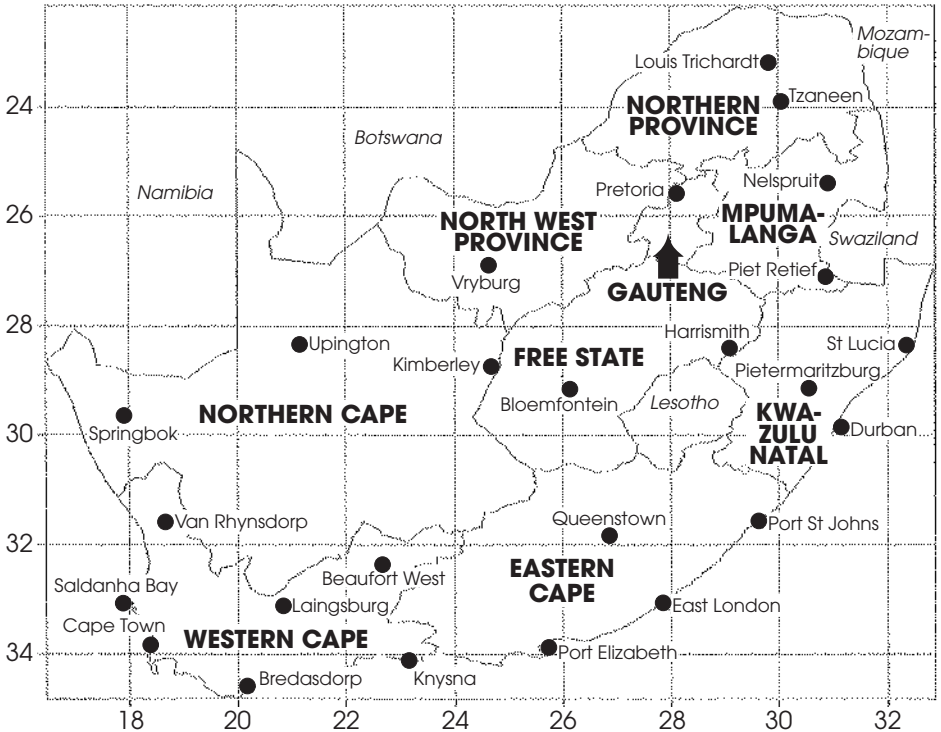 Mozam-
bique
Louis Trichardt
24
Tzaneen
NORTHERN
PROVINCE
Botswana
Namibia
Pretoria
Nelspruit
26
NORTH WEST
PROVINCE
MPUMA-
LANGA
Swaziland
Vryburg
Piet Retief
GAUTENG
28
Harrismith
Upington
St Lucia
Kimberley
FREE STATE
Pietermaritzburg
Bloemfontein
Lesotho
NORTHERN CAPE
KWA-
ZULU
NATAL
Springbok
30
Durban
Van Rhynsdorp
Queenstown
Port St Johns
32
Beaufort West
EASTERN
CAPE
Saldanha Bay
Laingsburg
East London
Cape Town
WESTERN CAPE
34
Port Elizabeth
Bredasdorp
Knysna
18 20 22 24 26 28 30 32